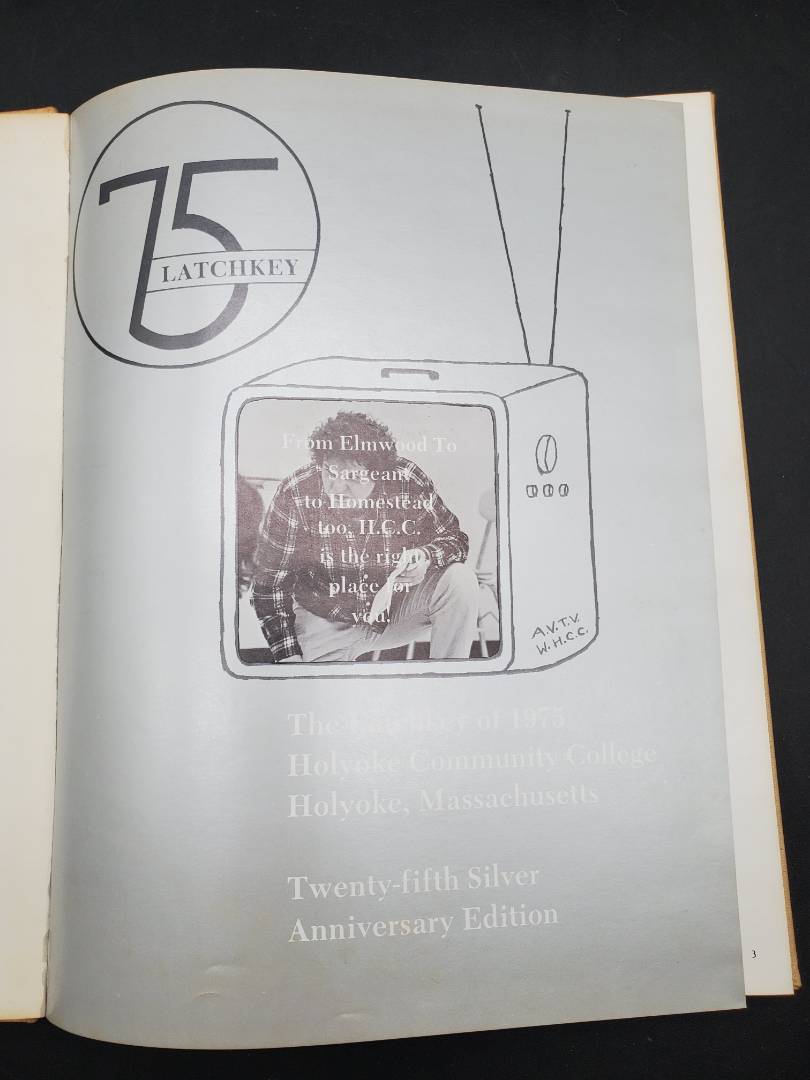 75
LATCHKEY
From Elmwood To
Sargeant
to Homestead
too, H.C.C.
is the right
place for
you!
A.V.T.V.
W.H.C.C.
The Latchkey of 1975
Holyoke Community College
Holyoke, Massachusetts
Twenty-fifth Silver
Anniversary Edition
3